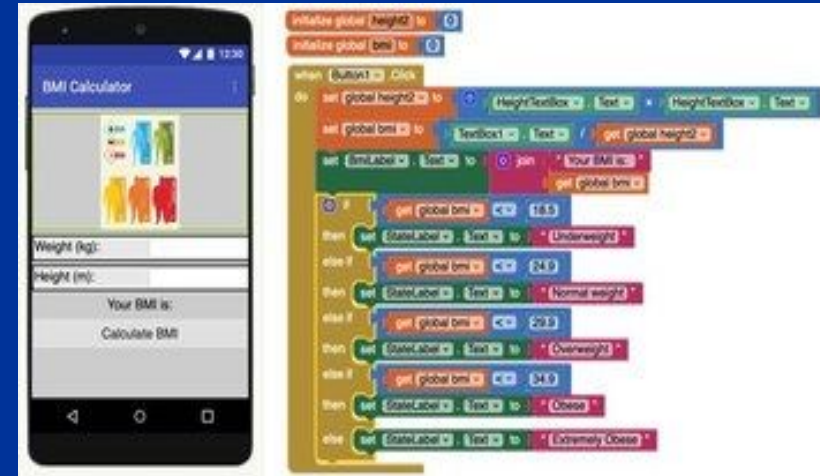 12:30
BMI Calculator
Weight (kg):
Height (m):
Your BMI is:
Calculate BMI
initialize global height2 to 0
initialize global bmi to 0
when Button1 .Click
do set global height2 to HeightTextBox . Text × HeightTextBox . Text
set global bmi to TextBox1 . Text / get global height2
set BmiLabel . Text to join " Your BMI is: "
get global bmi
if get global bmi < 18.5
then set StateLabel . Text to " Underweight "
else if get global bmi < 24.9
then set StateLabel . Text to " Normal weight "
else if get global bmi < 29.9
then set StateLabel . Text to " Overweight "
else if get global bmi < 34.9
then set StateLabel . Text to " Obese "
else set StateLabel . Text to " Extremely Obese "